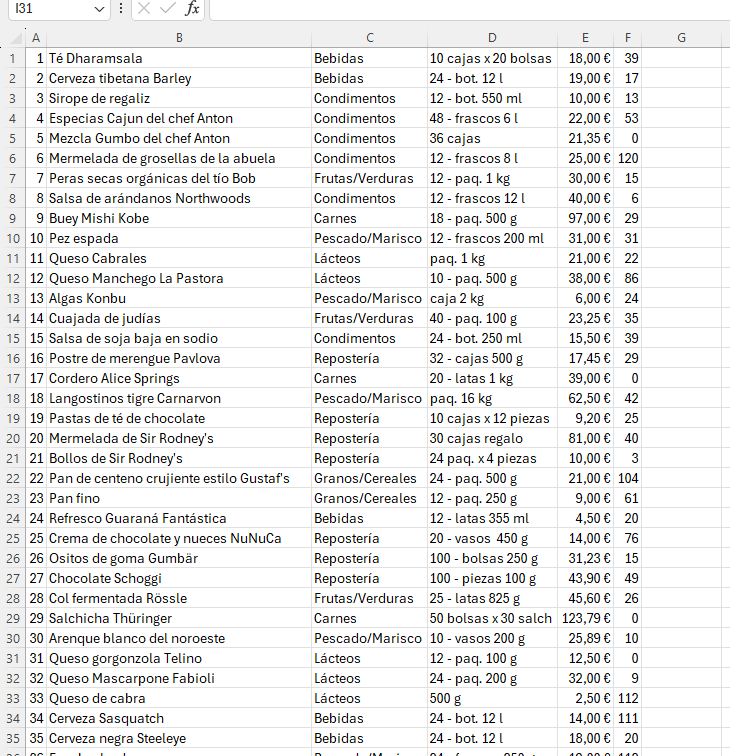 I31 fx
A B C D E F G
1 1 Té Dharamsala Bebidas 10 cajas x 20 bolsas 18,00 € 39
2 2 Cerveza tibetana Barley Bebidas 24 - bot. 12 l 19,00 € 17
3 3 Sirope de regaliz Condimentos 12 - bot. 550 ml 10,00 € 13
4 4 Especias Cajun del chef Anton Condimentos 48 - frascos 6 l 22,00 € 53
5 5 Mezcla Gumbo del chef Anton Condimentos 36 cajas 21,35 € 0
6 6 Mermelada de grosellas de la abuela Condimentos 12 - frascos 8 l 25,00 € 120
7 7 Peras secas orgánicas del tío Bob Frutas/Verduras 12 - paq. 1 kg 30,00 € 15
8 8 Salsa de arándanos Northwoods Condimentos 12 - frascos 12 l 40,00 € 6
9 9 Buey Mishi Kobe Carnes 18 - paq. 500 g 97,00 € 29
10 10 Pez espada Pescado/Marisco 12 - frascos 200 ml 31,00 € 31
11 11 Queso Cabrales Lácteos paq. 1 kg 21,00 € 22
12 12 Queso Manchego La Pastora Lácteos 10 - paq. 500 g 38,00 € 86
13 13 Algas Konbu Pescado/Marisco caja 2 kg 6,00 € 24
14 14 Cuajada de judías Frutas/Verduras 40 - paq. 100 g 23,25 € 35
15 15 Salsa de soja baja en sodio Condimentos 24 - bot. 250 ml 15,50 € 39
16 16 Postre de merengue Pavlova Repostería 32 - cajas 500 g 17,45 € 29
17 17 Cordero Alice Springs Carnes 20 - latas 1 kg 39,00 € 0
18 18 Langostinos tigre Carnarvon Pescado/Marisco paq. 16 kg 62,50 € 42
19 19 Pastas de té de chocolate Repostería 10 cajas x 12 piezas 9,20 € 25
20 20 Mermelada de Sir Rodney's Repostería 30 cajas regalo 81,00 € 40
21 21 Bollos de Sir Rodney's Repostería 24 paq. x 4 piezas 10,00 € 3
22 22 Pan de centeno crujiente estilo Gustaf's Granos/Cereales 24 - paq. 500 g 21,00 € 104
23 23 Pan fino Granos/Cereales 12 - paq. 250 g 9,00 € 61
24 24 Refresco Guaraná Fantástica Bebidas 12 - latas 355 ml 4,50 € 20
25 25 Crema de chocolate y nueces NuNuCa Repostería 20 - vasos  450 g 14,00 € 76
26 26 Ositos de goma Gumbär Repostería 100 - bolsas 250 g 31,23 € 15
27 27 Chocolate Schoggi Repostería 100 - piezas 100 g 43,90 € 49
28 28 Col fermentada Rössle Frutas/Verduras 25 - latas 825 g 45,60 € 26
29 29 Salchicha Thüringer Carnes 50 bolsas x 30 salch 123,79 € 0
30 30 Arenque blanco del noroeste Pescado/Marisco 10 - vasos 200 g 25,89 € 10
31 31 Queso gorgonzola Telino Lácteos 12 - paq. 100 g 12,50 € 0
32 32 Queso Mascarpone Fabioli Lácteos 24 - paq. 200 g 32,00 € 9
33 33 Queso de cabra Lácteos 500 g 2,50 € 112
34 34 Cerveza Sasquatch Bebidas 24 - bot. 12 l 14,00 € 111
35 35 Cerveza negra Steeleye Bebidas 24 - bot. 12 l 18,00 € 20